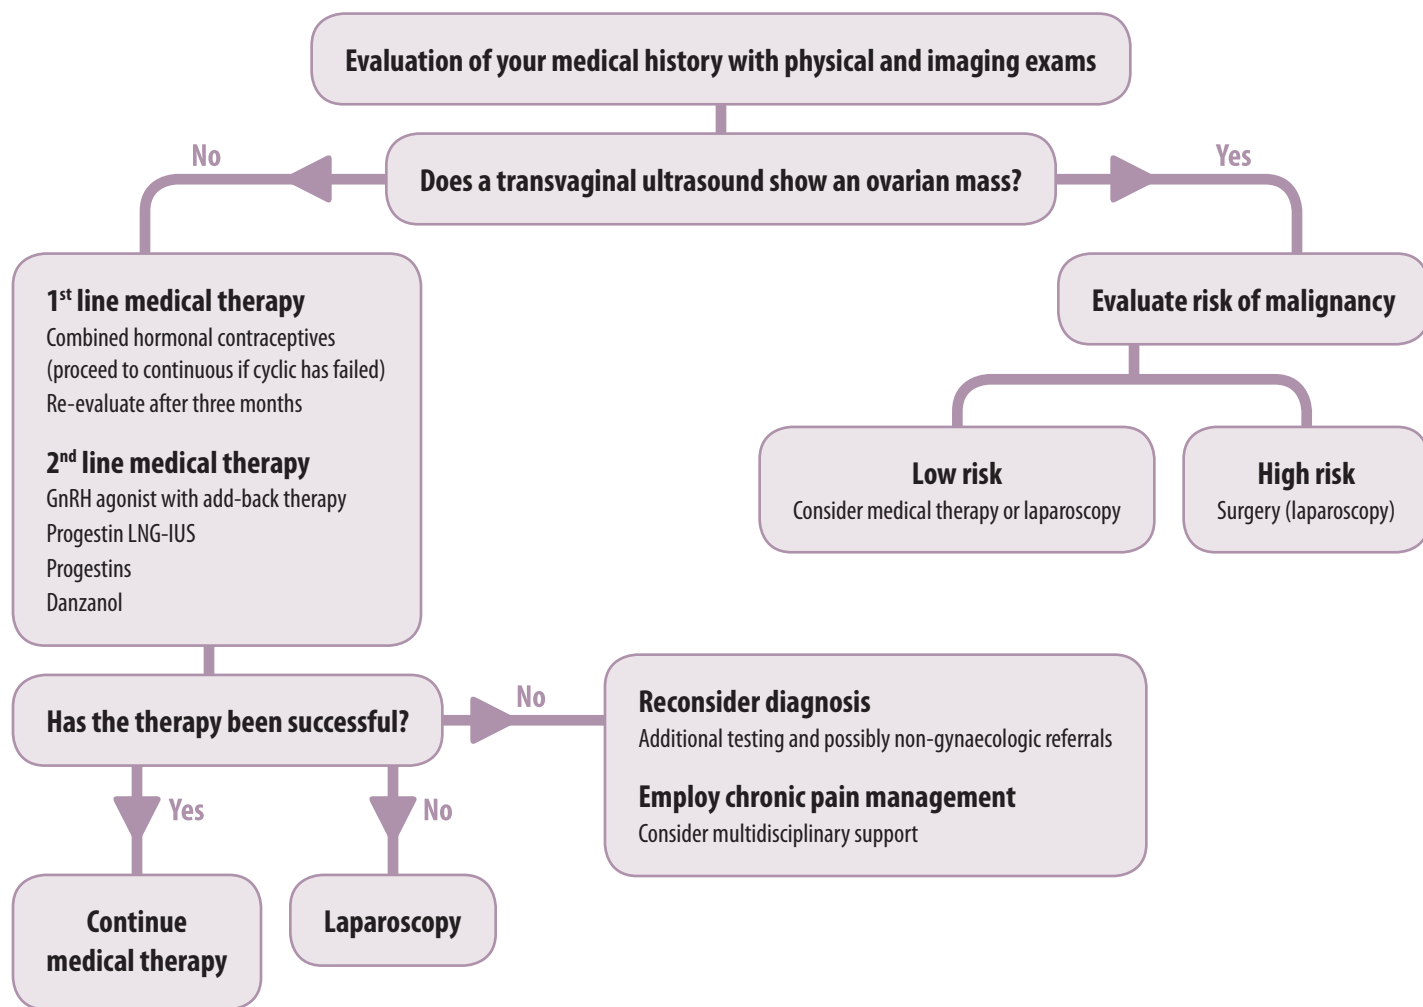 Evaluation of your medical history with physical and imaging exams
Does a transvaginal ultrasound show an ovarian mass?
No
Yes
1st line medical therapy
Combined hormonal contraceptives
(proceed to continuous if cyclic has failed)
Re-evaluate after three months
2nd line medical therapy
GnRH agonist with add-back therapy
Progestin LNG-IUS
Progestins
Danzanol
Evaluate risk of malignancy
Low risk
Consider medical therapy or laparoscopy
High risk
Surgery (laparoscopy)
Has the therapy been successful?
No
Reconsider diagnosis
Additional testing and possibly non-gynaecologic referrals
Employ chronic pain management
Consider multidisciplinary support
Yes
No
Continue
medical therapy
Laparoscopy